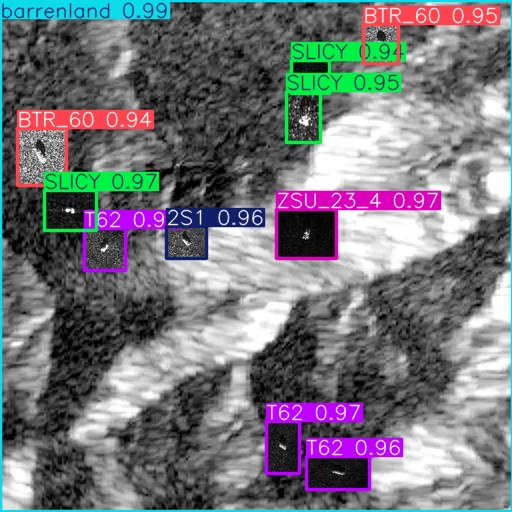 barrenland 0.99
BTR_60 0.95
SLICY 0.94
SLICY 0.95
BTR_60 0.94
SLICY 0.97
T62 0.9
2S1 0.96
ZSU_23_4 0.97
T62 0.97
T62 0.96